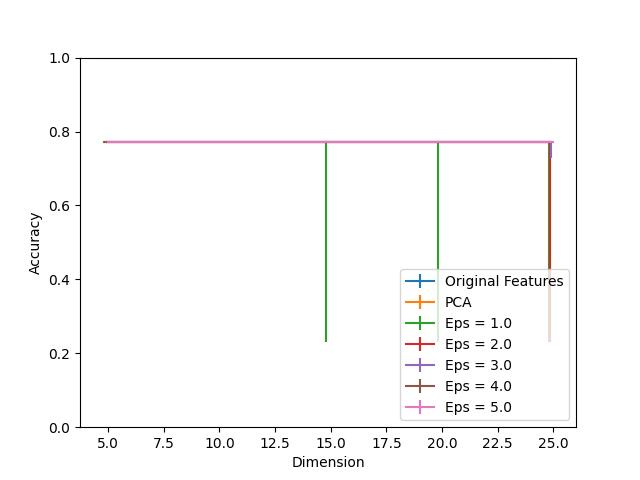 1.0
0.8
0.6
0.4
0.2
0.0
Accuracy
Original Features
PCA
Eps = 1.0
Eps = 2.0
Eps = 3.0
Eps = 4.0
Eps = 5.0
5.0 7.5 10.0 12.5 15.0 17.5 20.0 22.5 25.0
Dimension